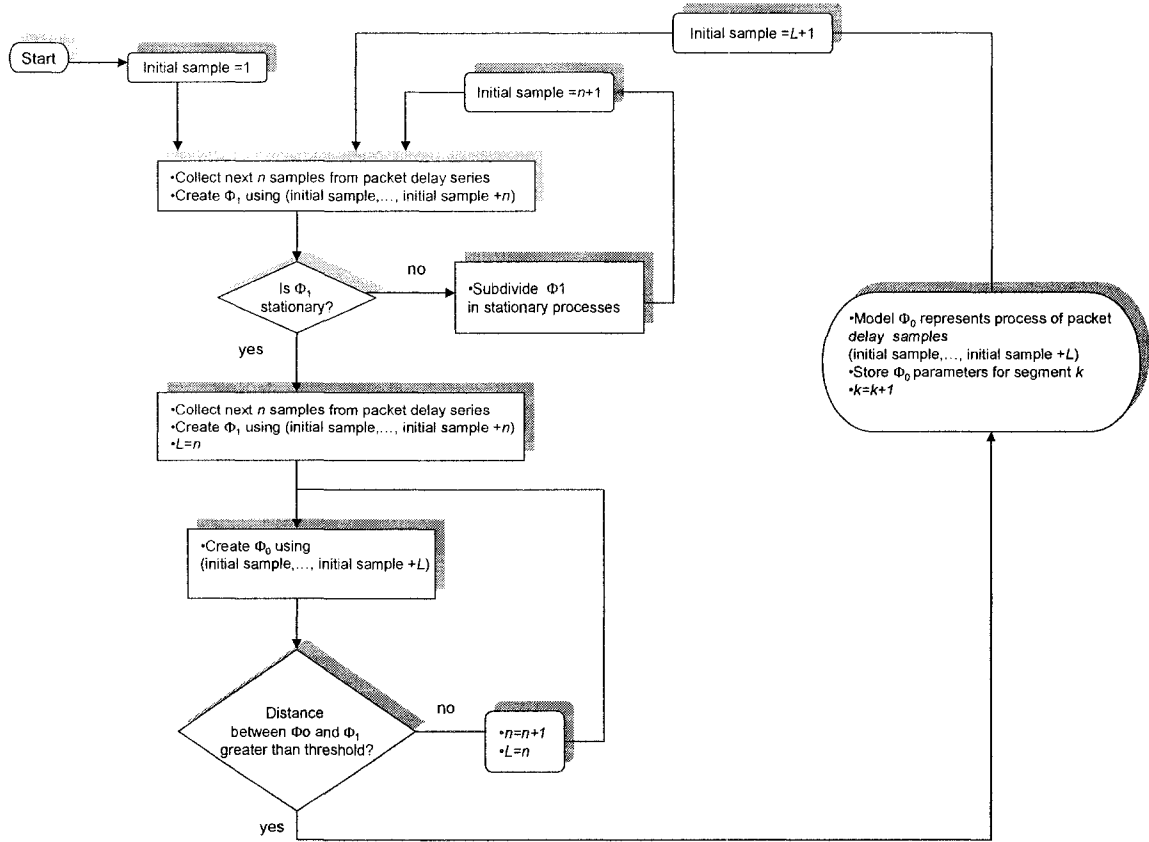 Start
Initial sample =1
Initial sample =L+1
Initial sample =n+1
•Collect next n samples from packet delay series
•Create Φ1 using (initial sample,..., initial sample +n)
Is Φ1
stationary?
no
•Subdivide Φ1
in stationary processes
yes
•Collect next n samples from packet delay series
•Create Φ1 using (initial sample,..., initial sample +n)
•L=n
•Create Φ0 using
(initial sample,..., initial sample +L)
Distance
between Φo and Φ1
greater than threshold?
no
•n=n+1
•L=n
yes
•Model Φ0 represents process of packet
delay samples
(initial sample,..., initial sample +L)
•Store Φ0 parameters for segment k
•k=k+1